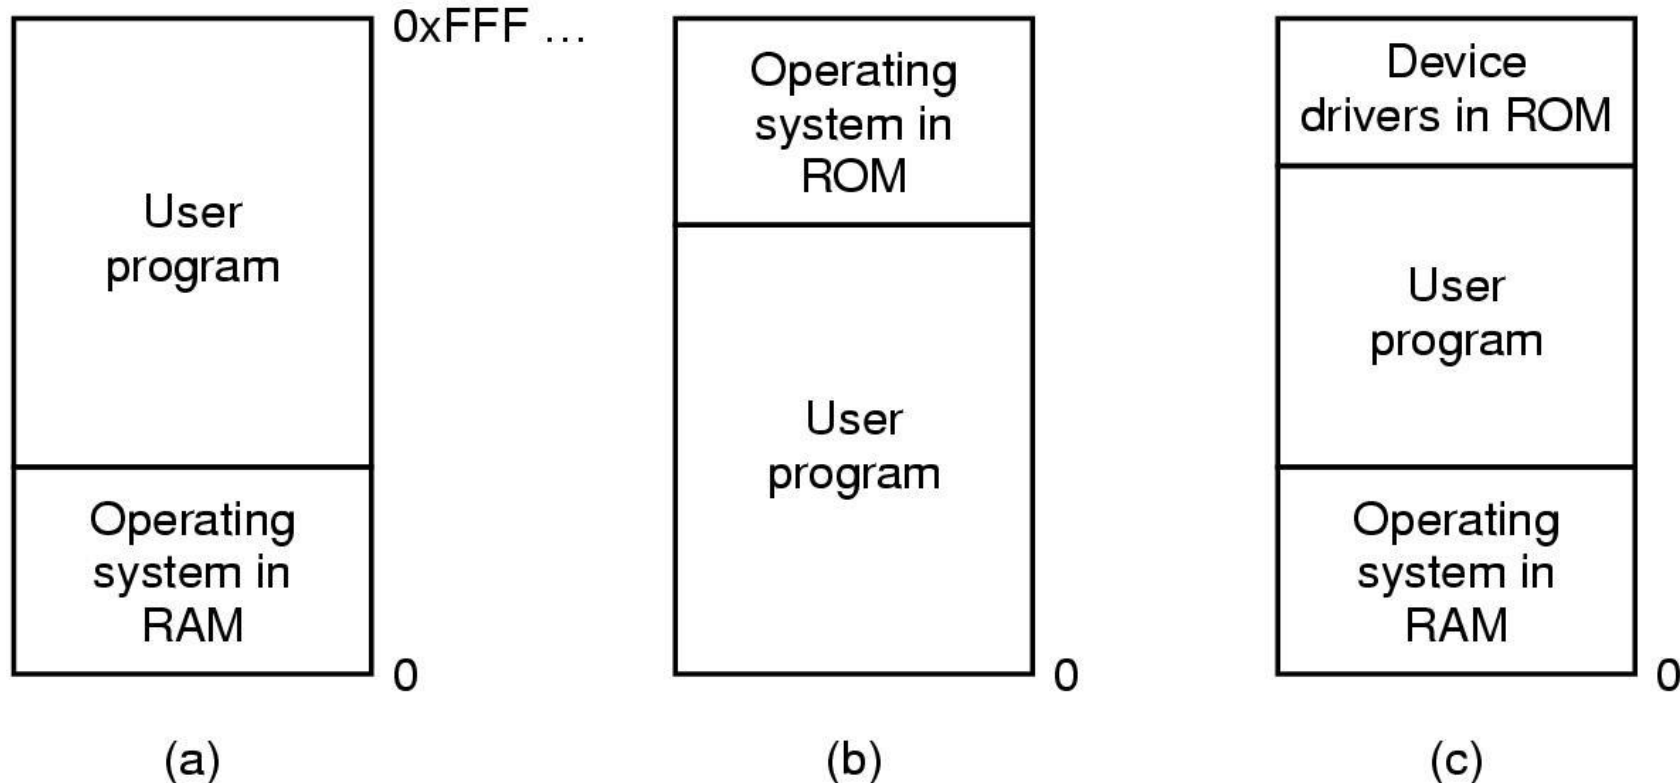 0xFFF ...
User
program
Operating
system in
RAM
0
(a)
Operating
system in
ROM
User
program
0
(b)
Device
drivers in ROM
User
program
Operating
system in
RAM
0
(c)